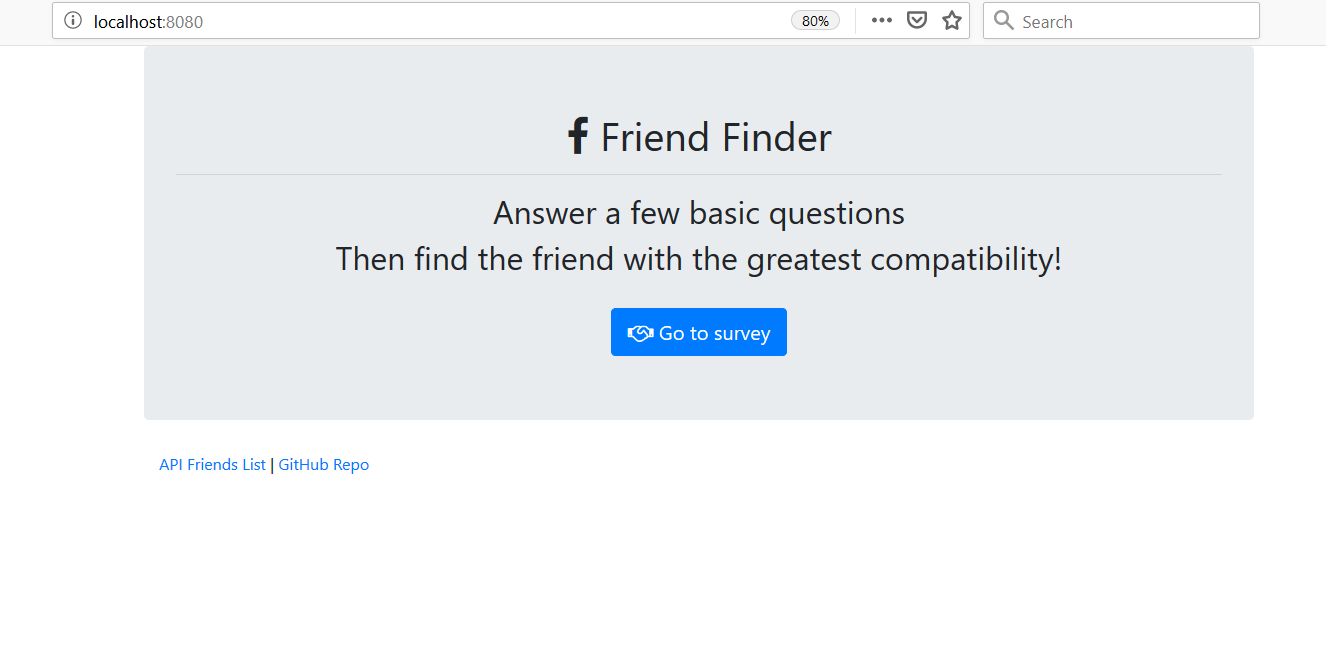 localhost:8080
80%
Search
Friend Finder
Answer a few basic questions
Then find the friend with the greatest compatibility!
Go to survey
API Friends List | GitHub Repo